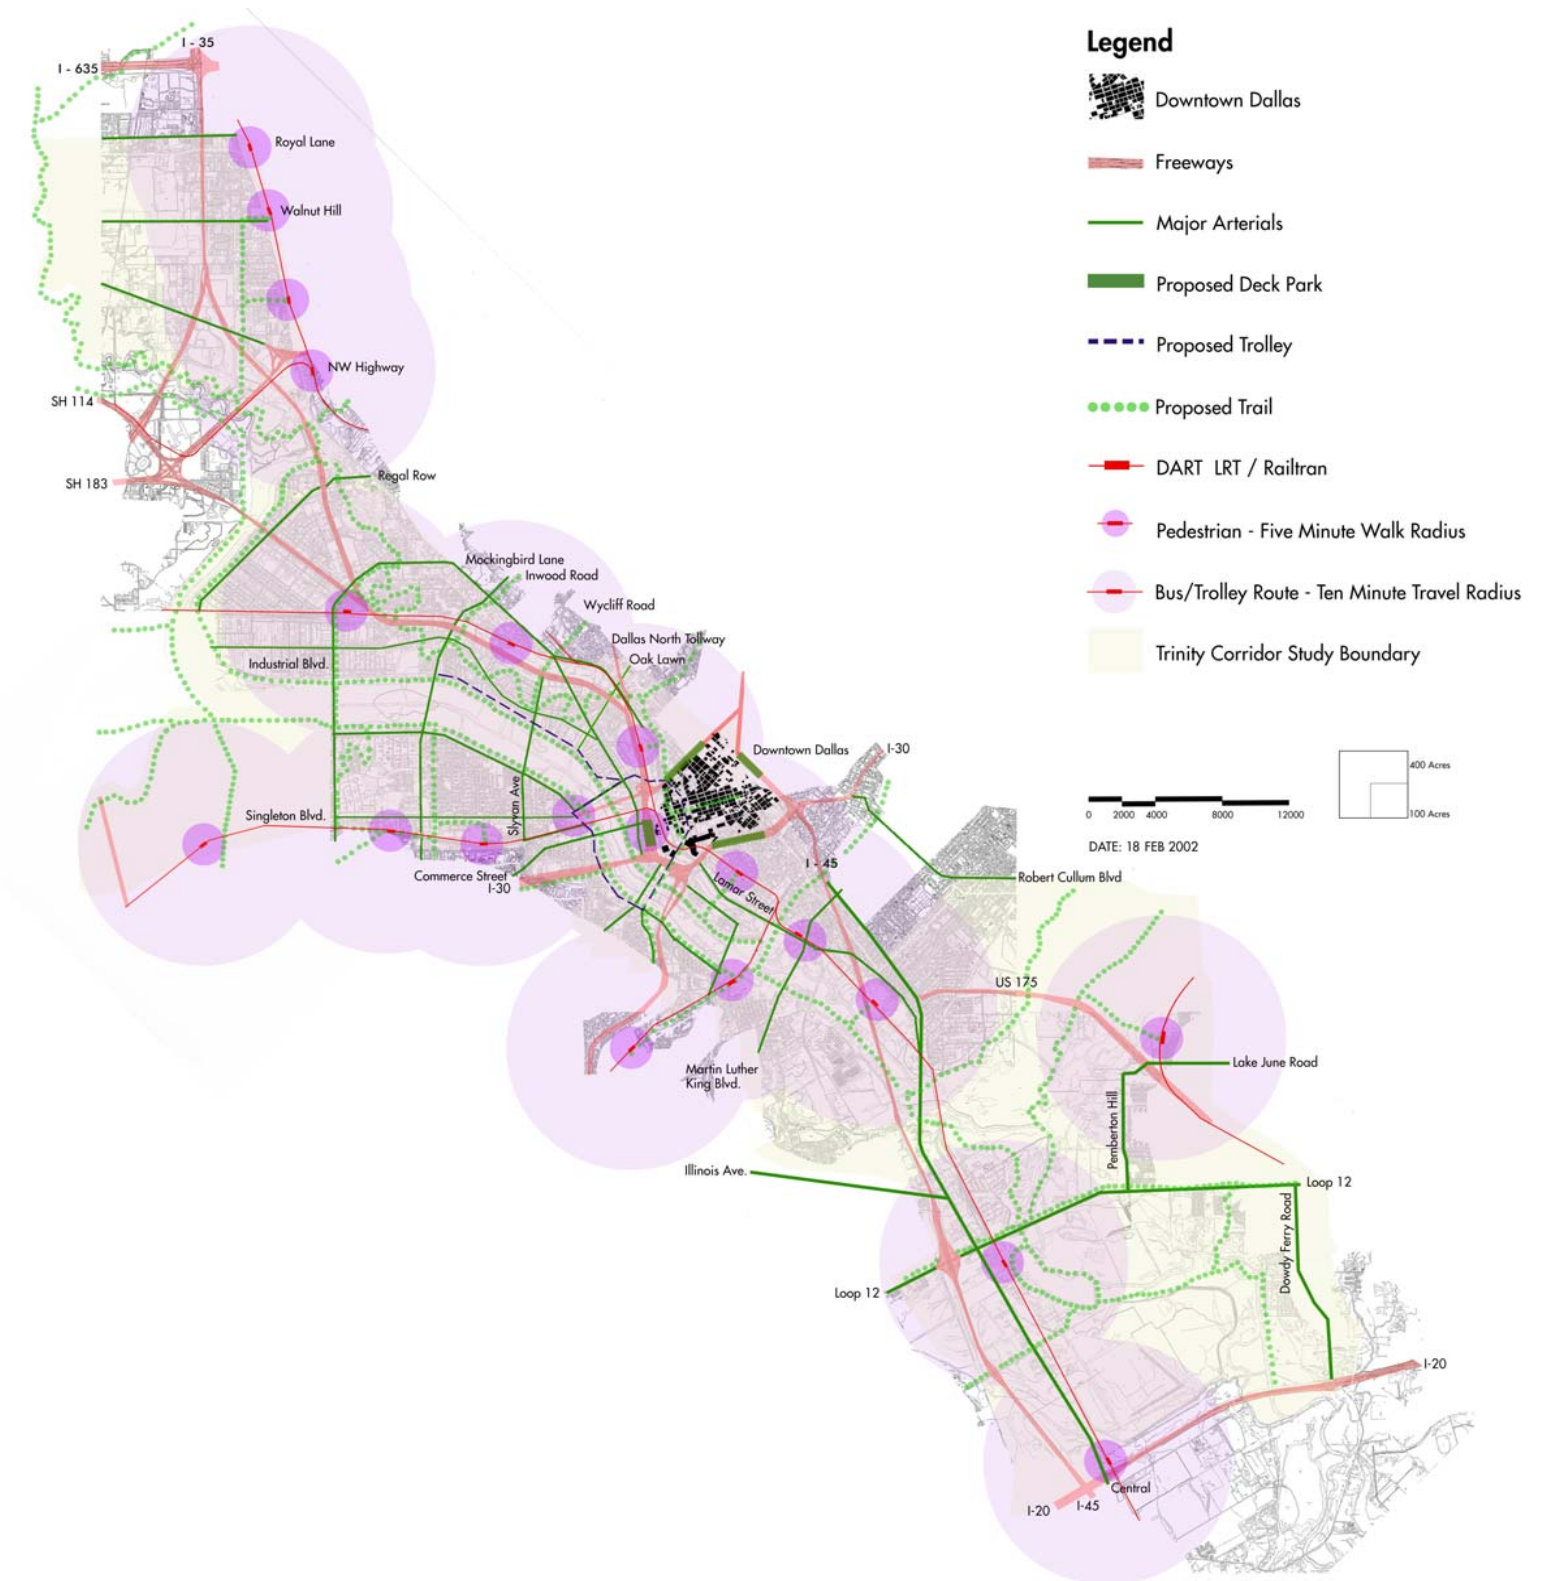 I - 35
I - 635
Royal Lane
Walnut Hill
NW Highway
SH 114
SH 183
Regal Row
Mockingbird Lane
Inwood Road
Wycliff Road
Dallas North Tollway
Oak Lawn
Industrial Blvd.
Downtown Dallas
I-30
Singleton Blvd.
Slyvan Ave
Commerce Street
I-30
Lamar Street
I - 45
Robert Cullum Blvd
US 175
Martin Luther
King Blvd.
Lake June Road
Pemberton Hill
Illinois Ave.
Loop 12
Dowdy Ferry Road
Loop 12
I-20
Central
I-45
I-20
Legend
Downtown Dallas
Freeways
Major Arterials
Proposed Deck Park
Proposed Trolley
Proposed Trail
DART LRT / Railtran
Pedestrian - Five Minute Walk Radius
Bus/Trolley Route - Ten Minute Travel Radius
Trinity Corridor Study Boundary
400 Acres
100 Acres
0 2000 4000 8000 12000
DATE: 18 FEB 2002